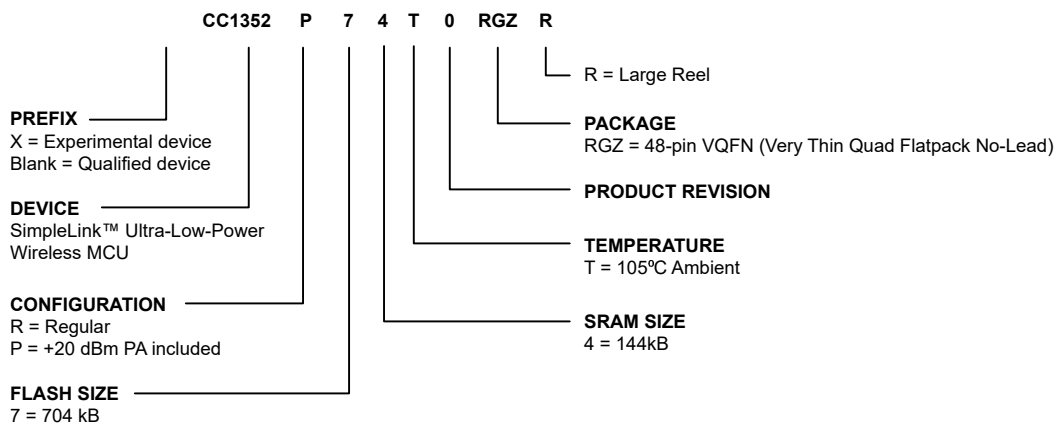 CC1352 P 7 4 T 0 RGZ R
PREFIX
X = Experimental device
Blank = Qualified device
DEVICE
SimpleLink™ Ultra-Low-Power
Wireless MCU
CONFIGURATION
R = Regular
P = +20 dBm PA included
FLASH SIZE
7 = 704 kB
R = Large Reel
PACKAGE
RGZ = 48-pin VQFN (Very Thin Quad Flatpack No-Lead)
PRODUCT REVISION
TEMPERATURE
T = 105ºC Ambient
SRAM SIZE
4 = 144kB